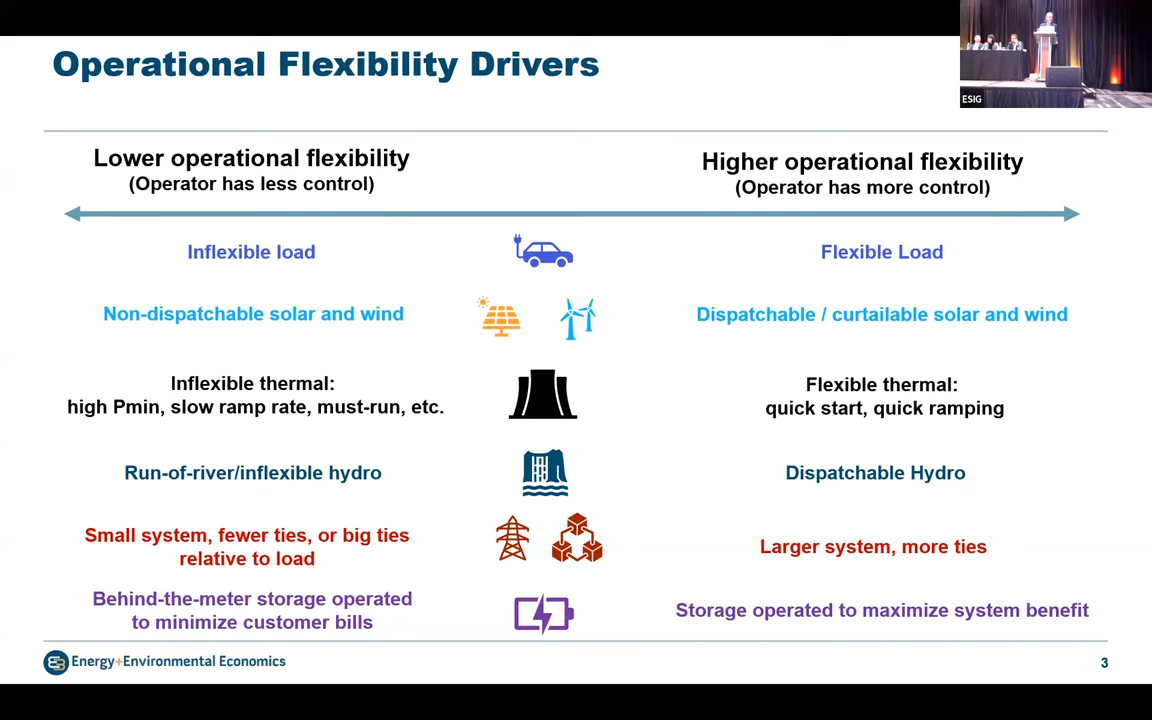 Operational Flexibility Drivers
ESIG
Lower operational flexibility
(Operator has less control)
Higher operational flexibility
(Operator has more control)
Inflexible load
Flexible Load
Non-dispatchable solar and wind
Dispatchable / curtailable solar and wind
Inflexible thermal:
high Pmin, slow ramp rate, must-run, etc.
Flexible thermal:
quick start, quick ramping
Run-of-river/inflexible hydro
Dispatchable Hydro
Small system, fewer ties, or big ties
relative to load
Larger system, more ties
Behind-the-meter storage operated
to minimize customer bills
Storage operated to maximize system benefit
Energy+Environmental Economics
3